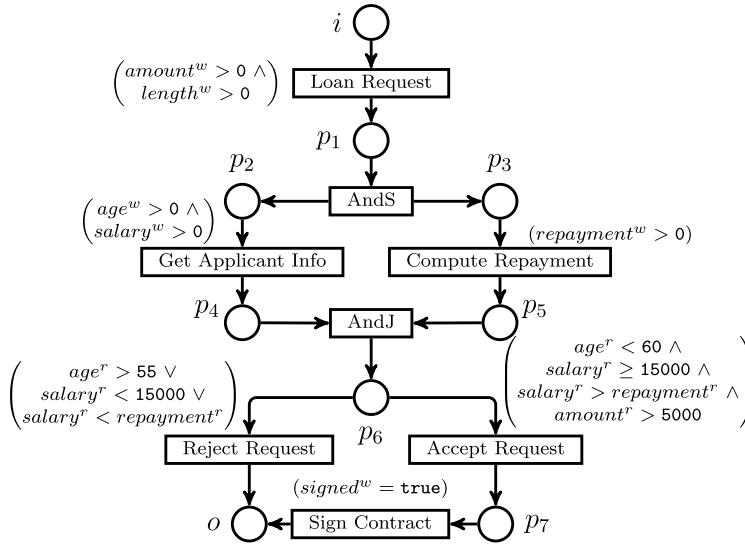 i
(amount^w > 0 ∧
length^w > 0)
Loan Request
p₁
p₂
p₃
AndS
(age^w > 0 ∧
salary^w > 0)
(repayment^w > 0)
Get Applicant Info
Compute Repayment
p₄
AndJ
p₅
(age^r > 55 ∨
salary^r < 15000 ∨
salary^r < repayment^r)
(age^r < 60 ∧
salary^r ≥ 15000 ∧
salary^r > repayment^r ∧
amount^r > 5000)
p₆
Reject Request
Accept Request
(signed^w = true)
o
Sign Contract
p₇